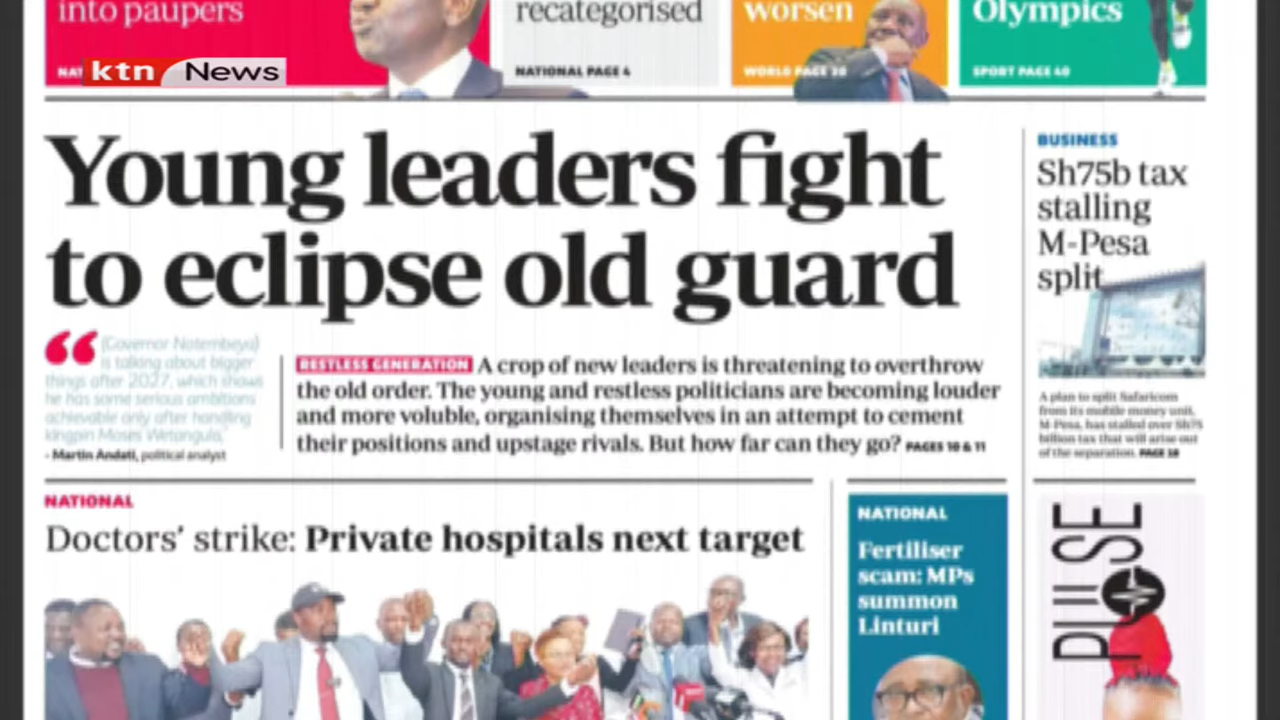 into paupers
recategorised
worsen
Olympics
NATIONAL PAGE 4
WORLD PAGE 20
SPORT PAGE 40
ktn News
Young leaders fight
to eclipse old guard
BUSINESS
Sh75b tax
stalling
M-Pesa
split
A plan to split Safaricom
from its mobile money unit,
M-Pesa, has stalled over Sh75
billion tax that will arise out
of the separation. PAGE 28
(Governor Natembeya)
is talking about bigger
things after 2027, which shows
he has some serious ambitions
achievable only after handling
kingpin Moses Wetangula,"
- Martin Andati, political analyst
RESTLESS GENERATION A crop of new leaders is threatening to overthrow
the old order. The young and restless politicians are becoming louder
and more voluble, organising themselves in an attempt to cement
their positions and upstage rivals. But how far can they go? PAGES 10 & 11
NATIONAL
Doctors' strike: Private hospitals next target
NATIONAL
Fertiliser
scam: MPs
summon
Linturi
PULSE